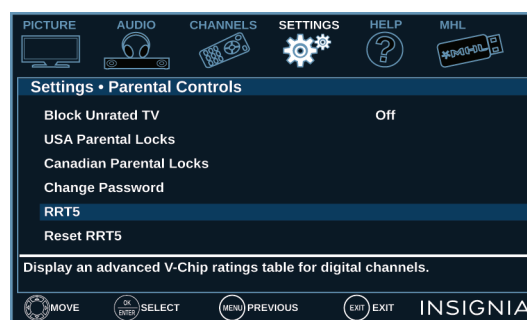 PICTURE AUDIO CHANNELS SETTINGS HELP MHL
MHL
Settings • Parental Controls
Block Unrated TV Off
USA Parental Locks
Canadian Parental Locks
Change Password
RRT5
Reset RRT5
Display an advanced V-Chip ratings table for digital channels.
MOVE OK ENTER SELECT MENU PREVIOUS EXIT EXIT INSIGNIA